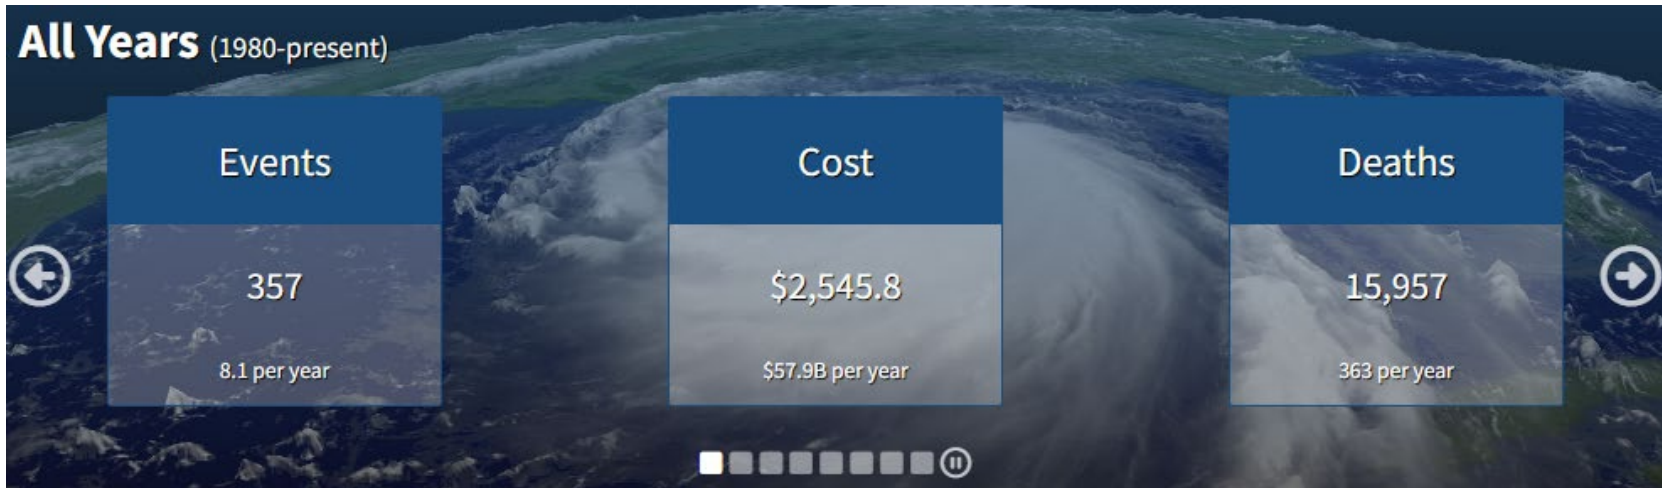 All Years (1980-present)
Events
357
8.1 per year
Cost
$2,545.8
$57.9B per year
Deaths
15,957
363 per year